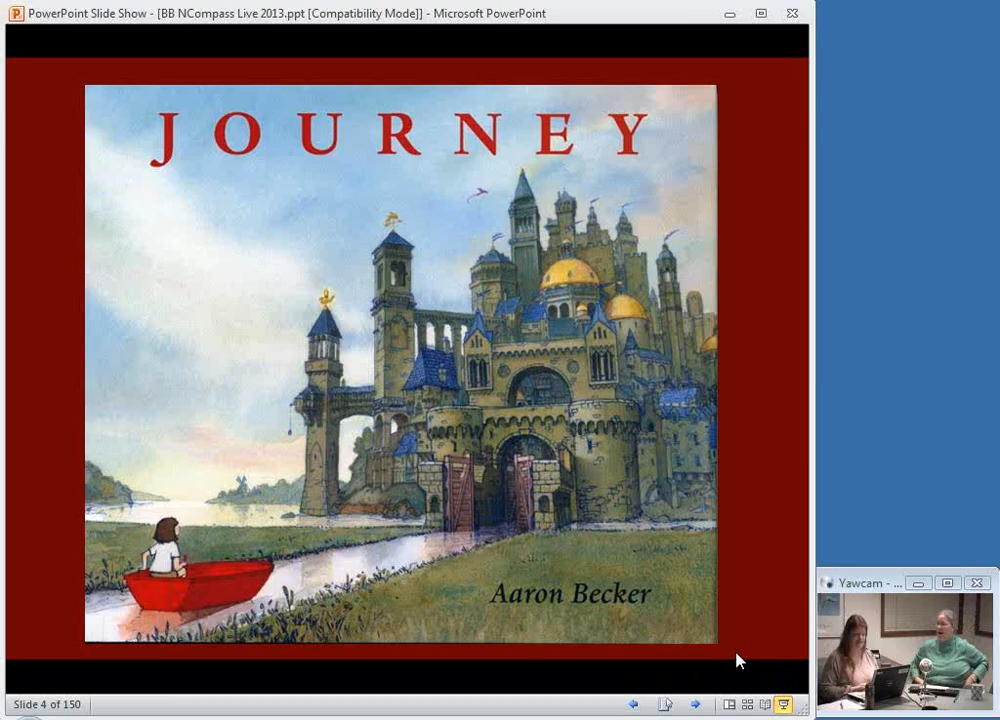 PowerPoint Slide Show - [BB NCompass Live 2013.ppt [Compatibility Mode]] - Microsoft PowerPoint
JOURNEY
Aaron Becker
Yawcam - ...
Slide 4 of 150